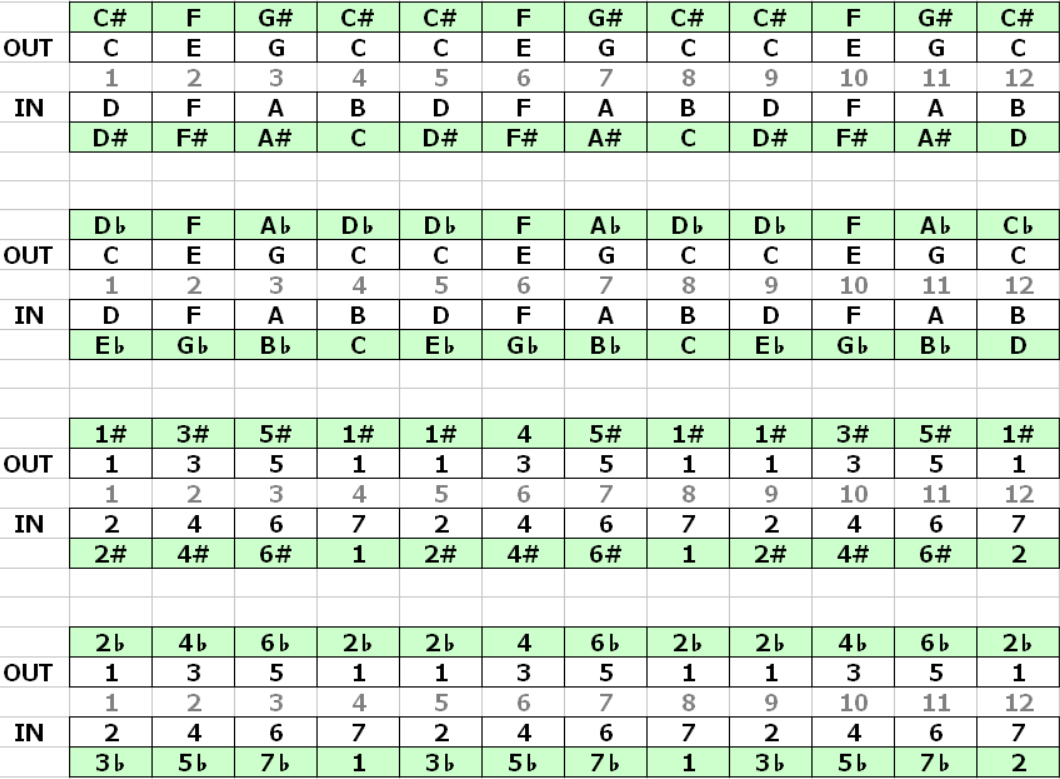 C# F G# C# C# F G# C# C# F G# C#
OUT C E G C C E G C C E G C
1 2 3 4 5 6 7 8 9 10 11 12
IN D F A B D F A B D F A B
D# F# A# C D# F# A# C D# F# A# D
D♭ F A♭ D♭ D♭ F A♭ D♭ D♭ F A♭ C♭
OUT C E G C C E G C C E G C
1 2 3 4 5 6 7 8 9 10 11 12
IN D F A B D F A B D F A B
E♭ G♭ B♭ C E♭ G♭ B♭ C E♭ G♭ B♭ D
1# 3# 5# 1# 1# 4 5# 1# 1# 3# 5# 1#
OUT 1 3 5 1 1 3 5 1 1 3 5 1
1 2 3 4 5 6 7 8 9 10 11 12
IN 2 4 6 7 2 4 6 7 2 4 6 7
2# 4# 6# 1 2# 4# 6# 1 2# 4# 6# 2
2♭ 4♭ 6♭ 2♭ 2♭ 4 6♭ 2♭ 2♭ 4♭ 6♭ 2♭
OUT 1 3 5 1 1 3 5 1 1 3 5 1
1 2 3 4 5 6 7 8 9 10 11 12
IN 2 4 6 7 2 4 6 7 2 4 6 7
3♭ 5♭ 7♭ 1 3♭ 5♭ 7♭ 1 3♭ 5♭ 7♭ 2